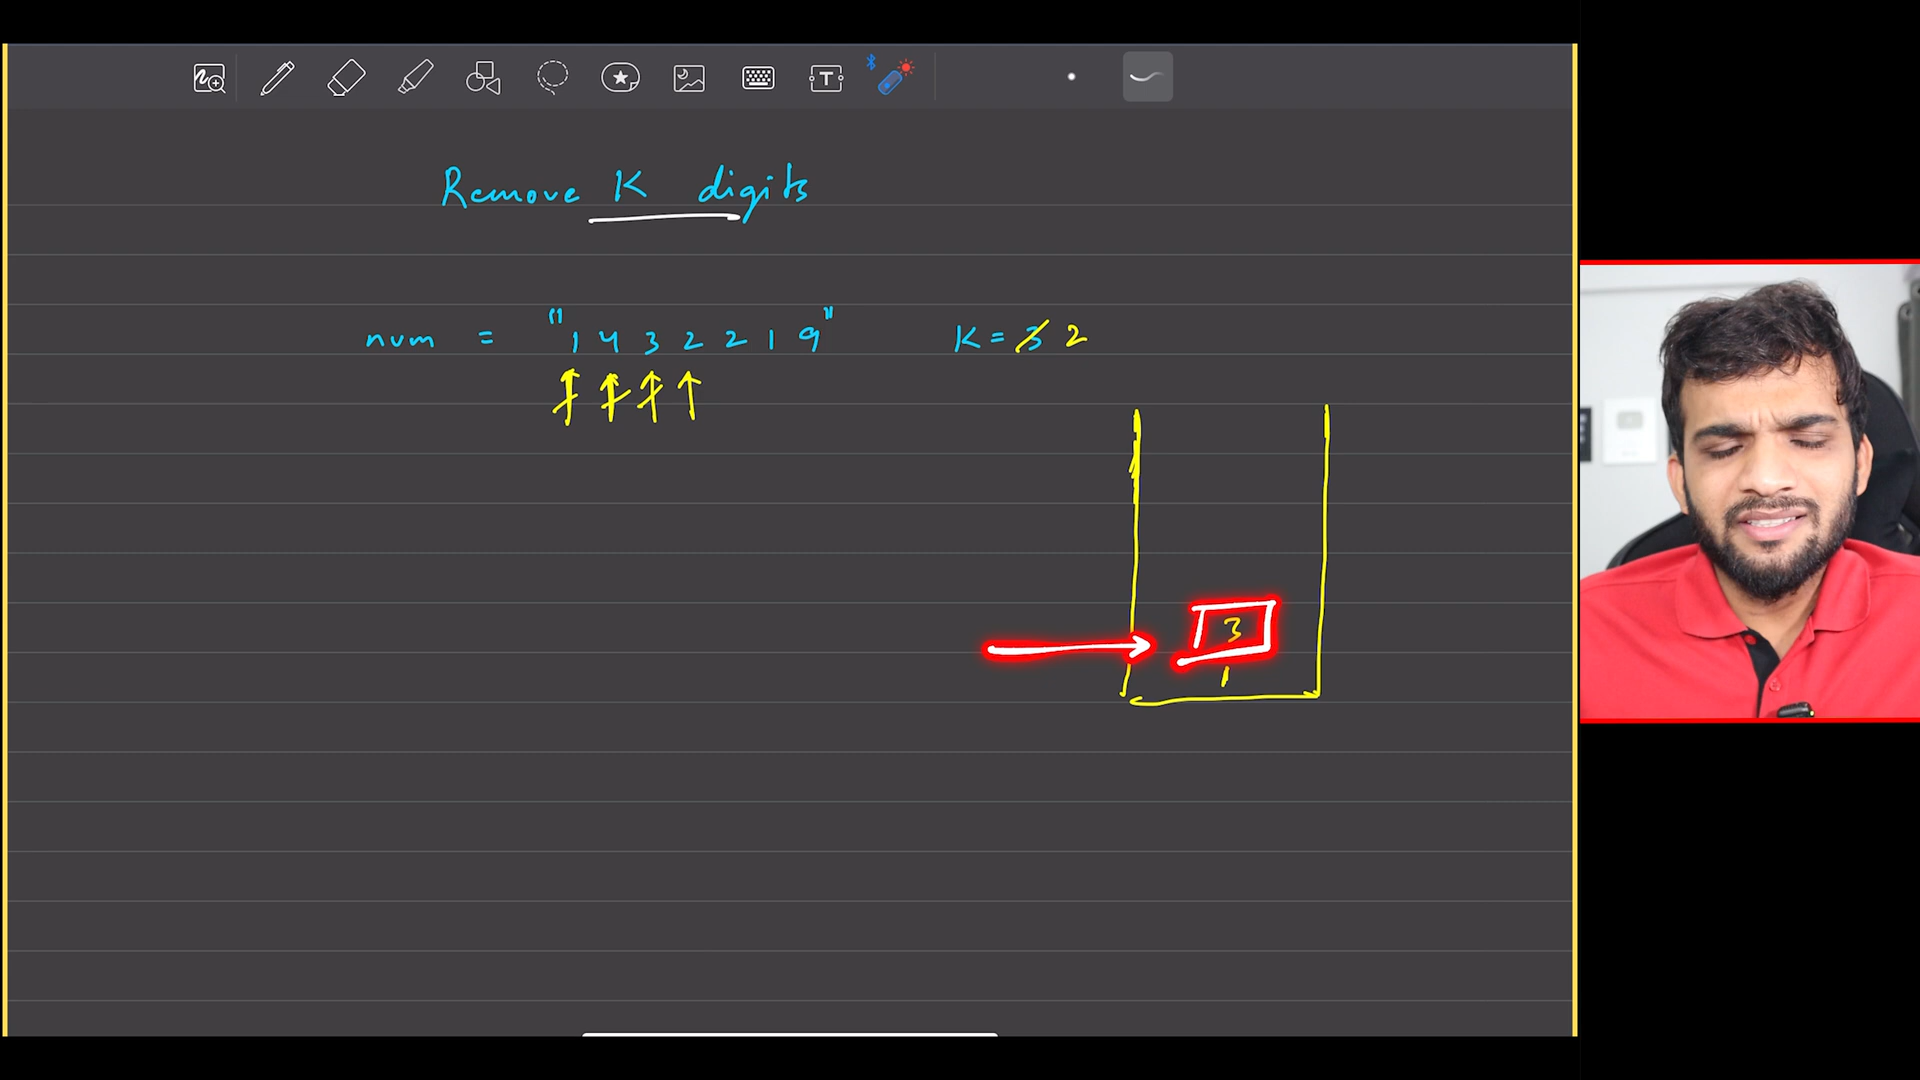 Remove K digits
num = "1432219" K = 3 2
3
1